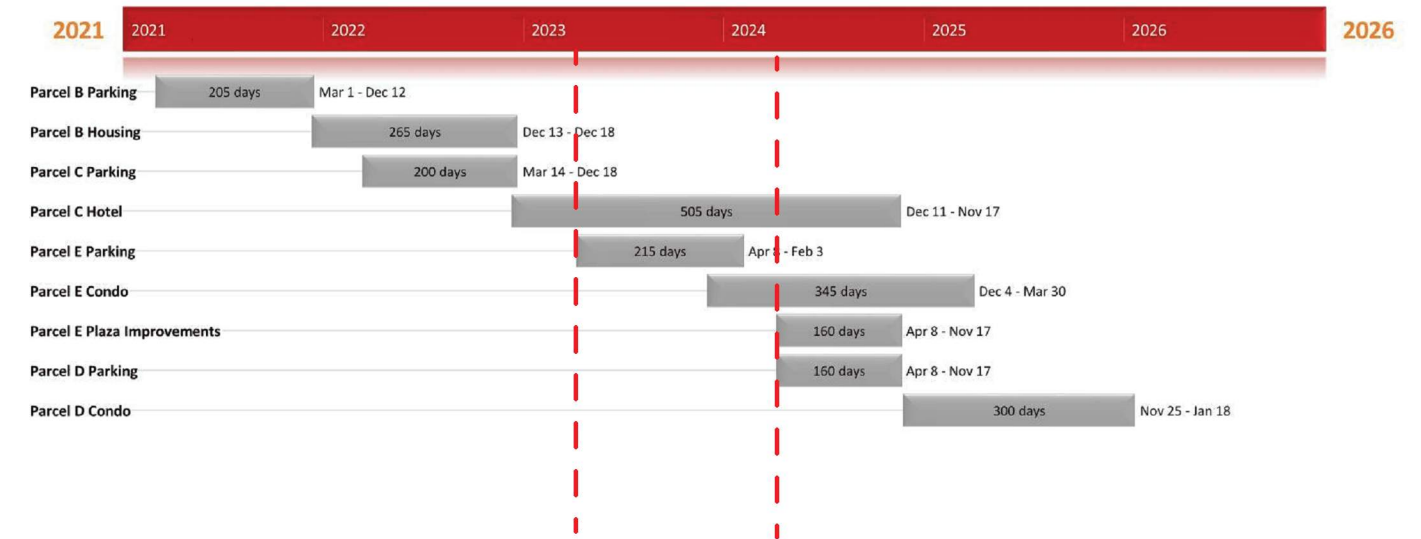 2021 2021 2022 2023 2024 2025 2026 2026
Parcel B Parking 205 days Mar 1 - Dec 12
Parcel B Housing 265 days Dec 13 - Dec 18
Parcel C Parking 200 days Mar 14 - Dec 18
Parcel C Hotel 505 days Dec 11 - Nov 17
Parcel E Parking 215 days Apr 8 - Feb 3
Parcel E Condo 345 days Dec 4 - Mar 30
Parcel E Plaza Improvements 160 days Apr 8 - Nov 17
Parcel D Parking 160 days Apr 8 - Nov 17
Parcel D Condo 300 days Nov 25 - Jan 18